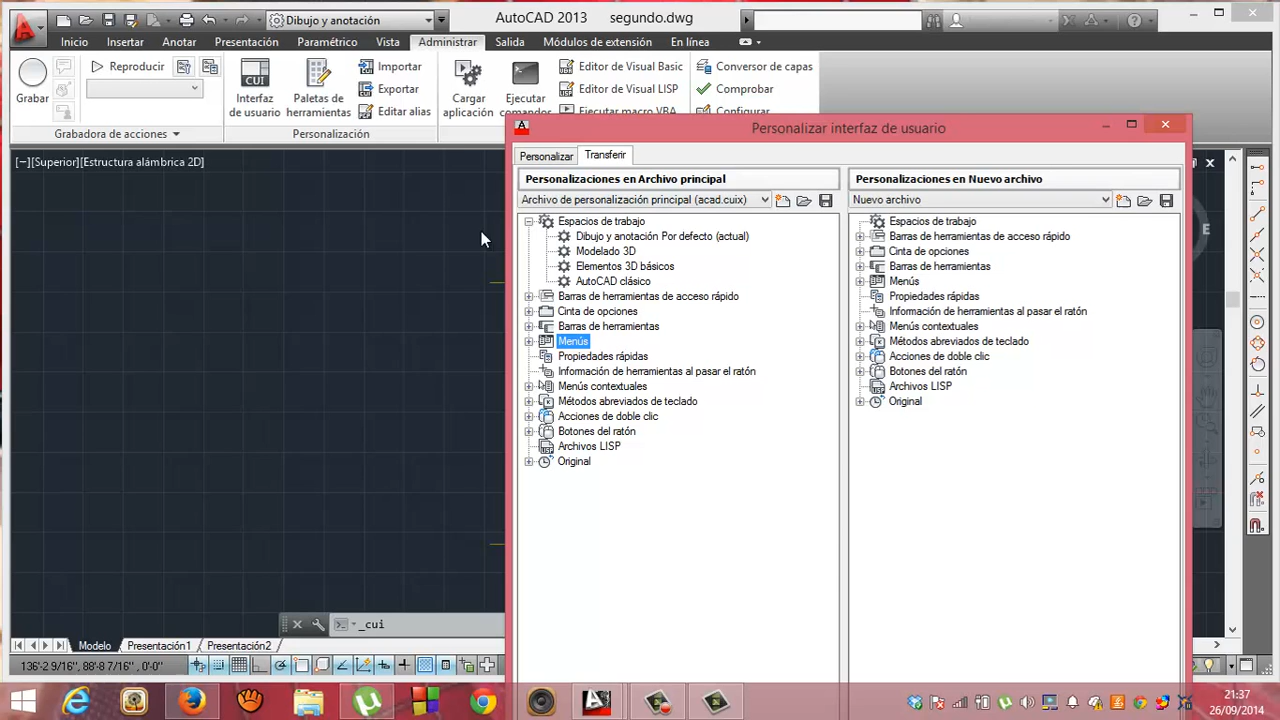 Dibujo y anotación
AutoCAD 2013 segundo.dwg
Inicio Insertar Anotar Presentación Paramétrico Vista Administrar Salida Módulos de extensión En línea
Grabar
Reproducir
Interfaz de usuario
Paletas de herramientas
Importar
Exportar
Editar alias
Cargar aplicación
Ejecutar comandos
Editor de Visual Basic
Editor de Visual LISP
Ejecutar macro VBA
Conversor de capas
Comprobar
Configurar
Grabadora de acciones
Personalización
[−][Superior][Estructura alámbrica 2D]
Personalizar interfaz de usuario
Personalizar Transferir
Personalizaciones en Archivo principal
Archivo de personalización principal (acad.cuix)
Espacios de trabajo
Dibujo y anotación Por defecto (actual)
Modelado 3D
Elementos 3D básicos
AutoCAD clásico
Barras de herramientas de acceso rápido
Cinta de opciones
Barras de herramientas
Menús
Propiedades rápidas
Información de herramientas al pasar el ratón
Menús contextuales
Métodos abreviados de teclado
Acciones de doble clic
Botones del ratón
Archivos LISP
Original
Personalizaciones en Nuevo archivo
Nuevo archivo
Espacios de trabajo
Barras de herramientas de acceso rápido
Cinta de opciones
Barras de herramientas
Menús
Propiedades rápidas
Información de herramientas al pasar el ratón
Menús contextuales
Métodos abreviados de teclado
Acciones de doble clic
Botones del ratón
Archivos LISP
Original
E
_cui
Modelo Presentación1 Presentación2
136'-2 9/16", 88'-8 7/16", 0'-0"
21:37
26/09/2014